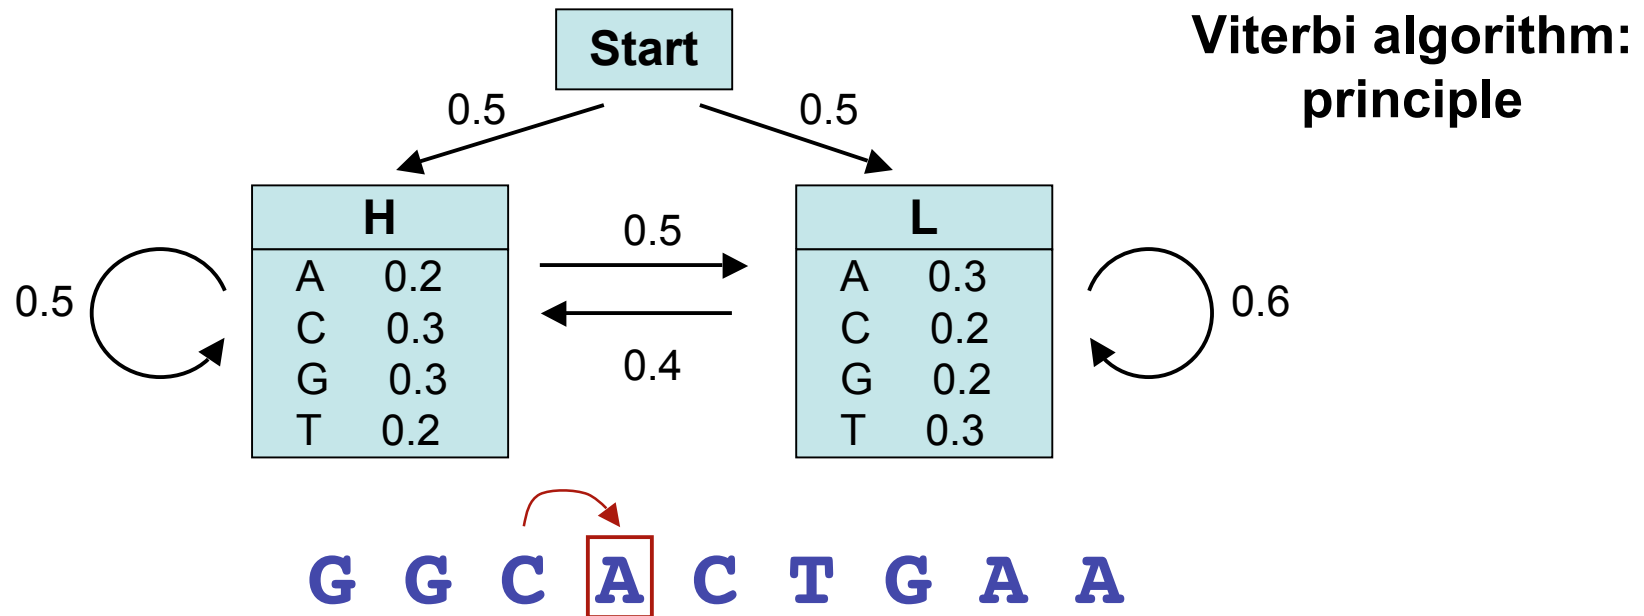 Viterbi algorithm:
principle
Start
0.5
0.5
H
A 0.2
C 0.3
G 0.3
T 0.2
0.5
0.5
0.4
L
A 0.3
C 0.2
G 0.2
T 0.3
0.6
G G C A C T G A A